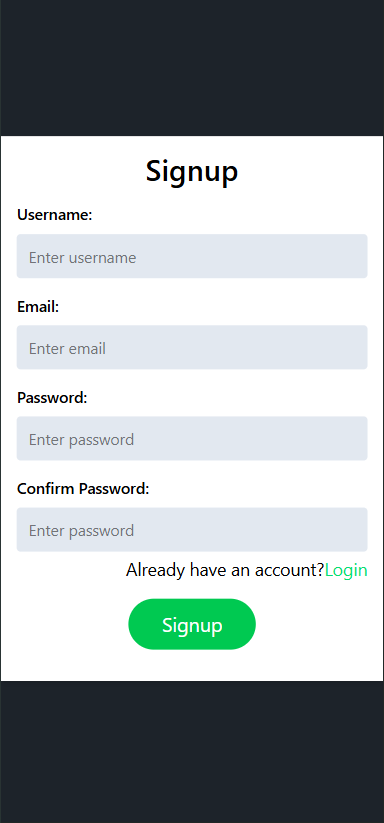 Signup
Username:
Enter username
Email:
Enter email
Password:
Enter password
Confirm Password:
Enter password
Already have an account?Login
Signup